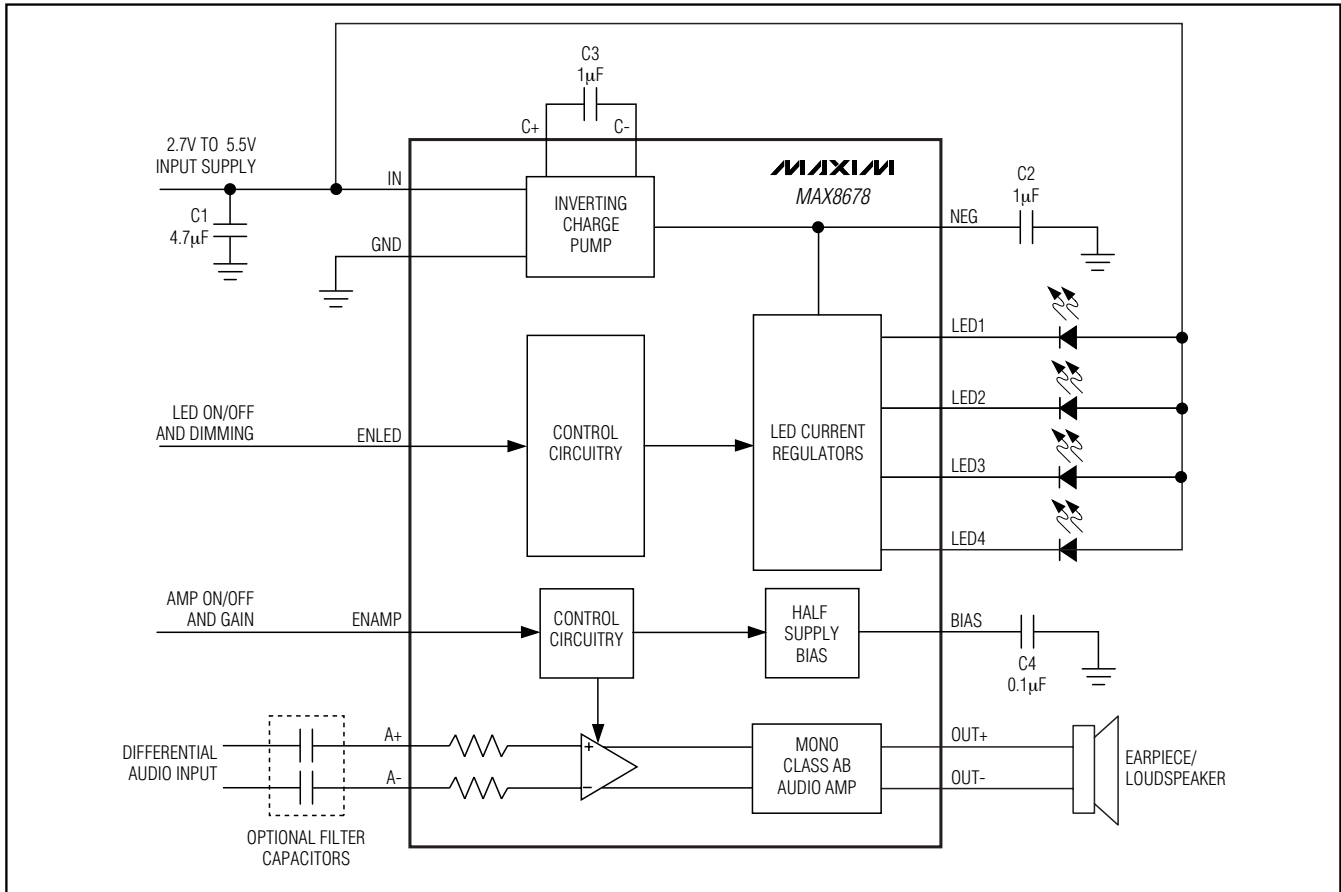 C3
1µF
C+
C-
2.7V TO 5.5V
INPUT SUPPLY
IN
C1
4.7µF
GND
INVERTING
CHARGE
PUMP
MAXIM
MAX8678
NEG
C2
1µF
LED1
LED2
LED3
LED4
LED ON/OFF
AND DIMMING
ENLED
CONTROL
CIRCUITRY
LED CURRENT
REGULATORS
AMP ON/OFF
AND GAIN
ENAMP
CONTROL
CIRCUITRY
HALF
SUPPLY
BIAS
BIAS
C4
0.1µF
DIFFERENTIAL
AUDIO INPUT
A+
A-
+
−
MONO
CLASS AB
AUDIO AMP
OUT+
OUT-
EARPIECE/
LOUDSPEAKER
OPTIONAL FILTER
CAPACITORS